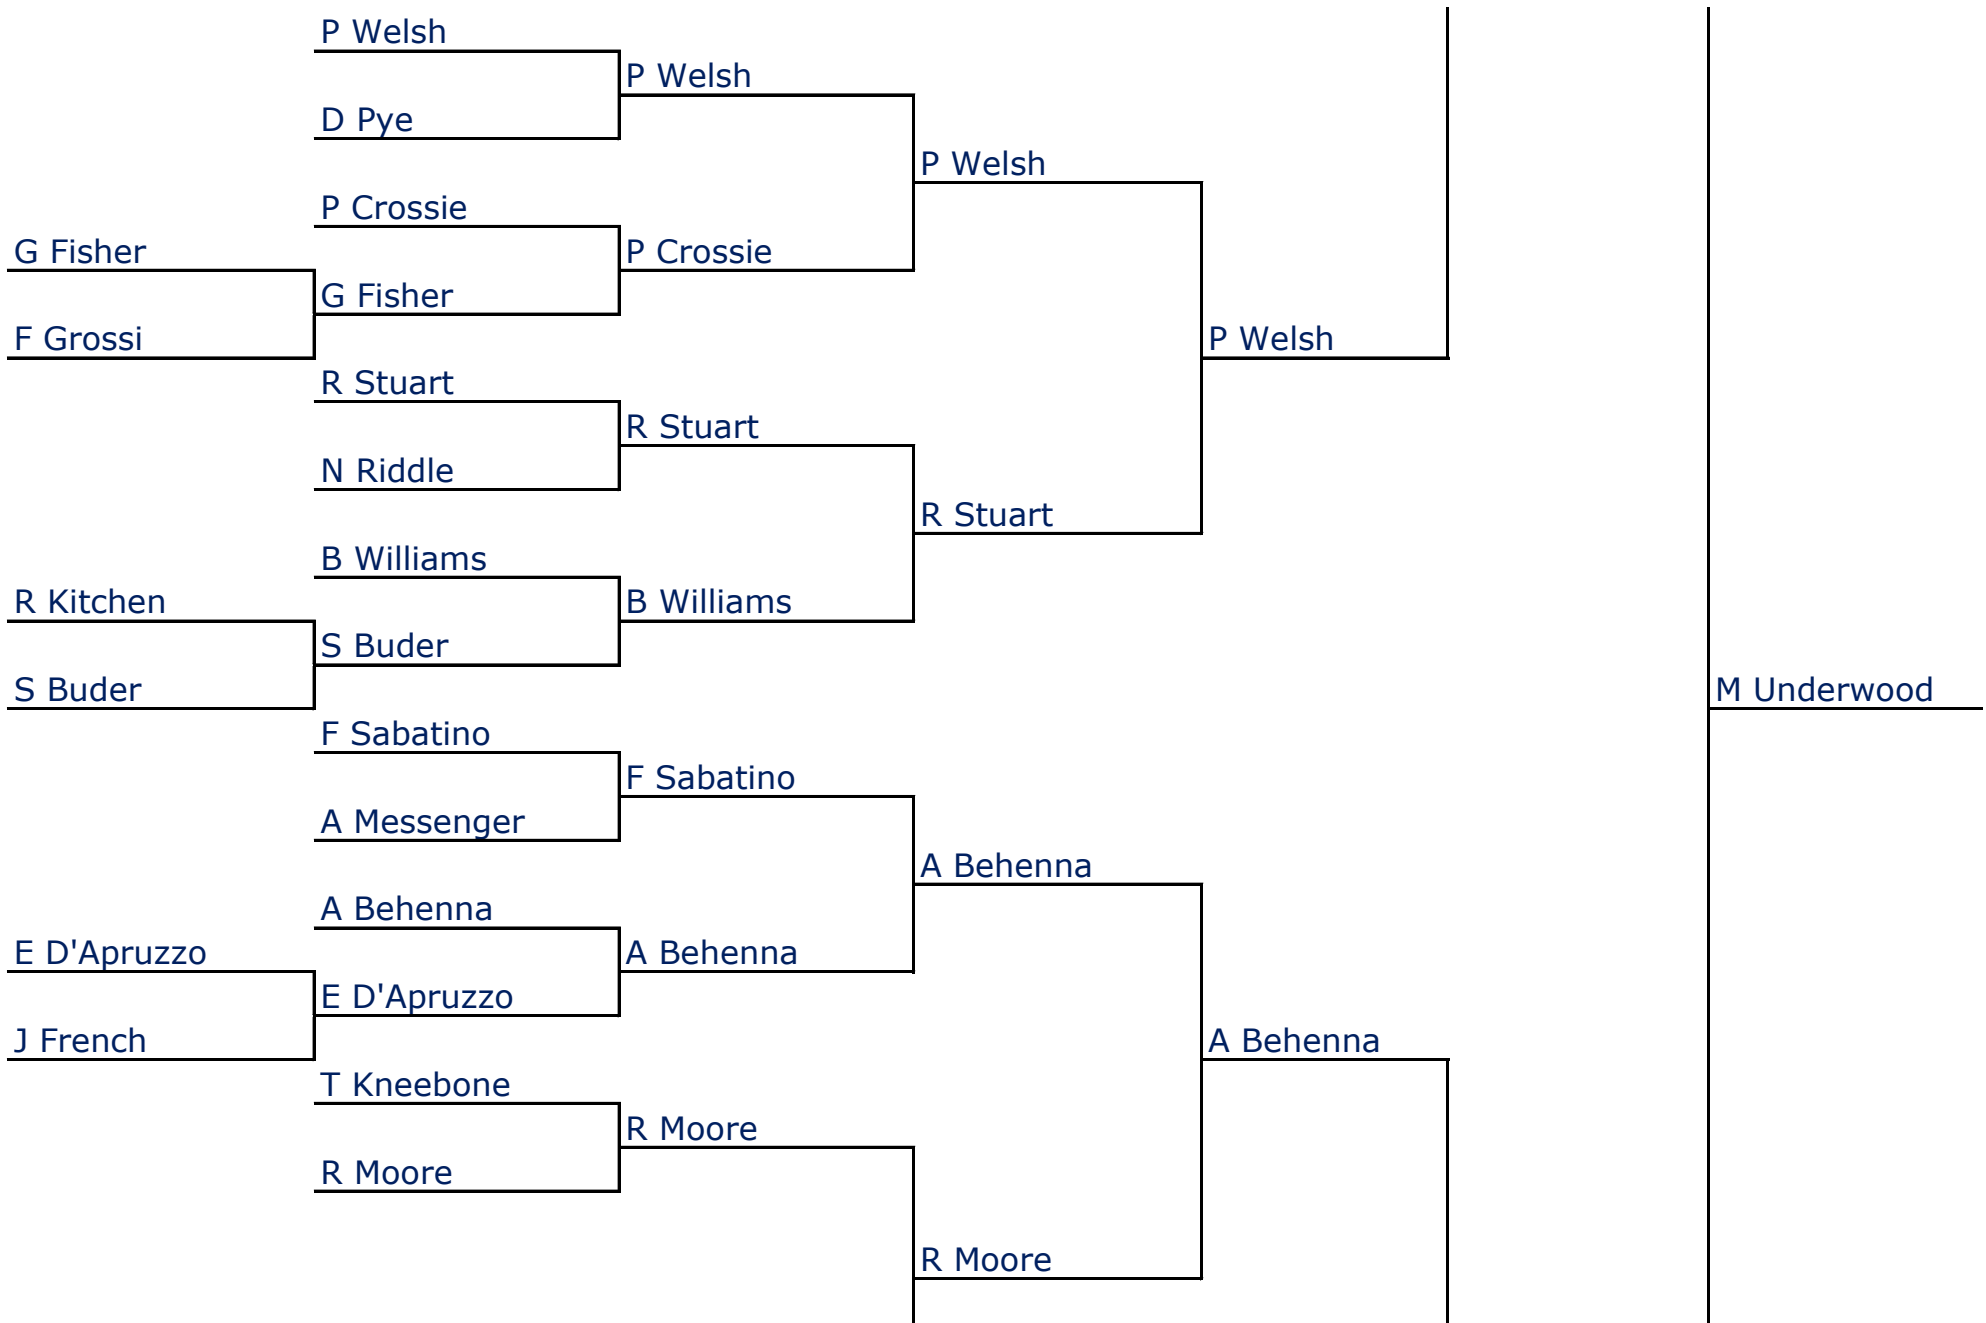 P Welsh
P Welsh
D Pye
P Welsh
P Crossie
G Fisher
P Crossie
G Fisher
F Grossi
P Welsh
R Stuart
R Stuart
N Riddle
R Stuart
B Williams
R Kitchen
B Williams
S Buder
S Buder
M Underwood
F Sabatino
F Sabatino
A Messenger
A Behenna
A Behenna
E D'Apruzzo
A Behenna
E D'Apruzzo
J French
A Behenna
T Kneebone
R Moore
R Moore
R Moore